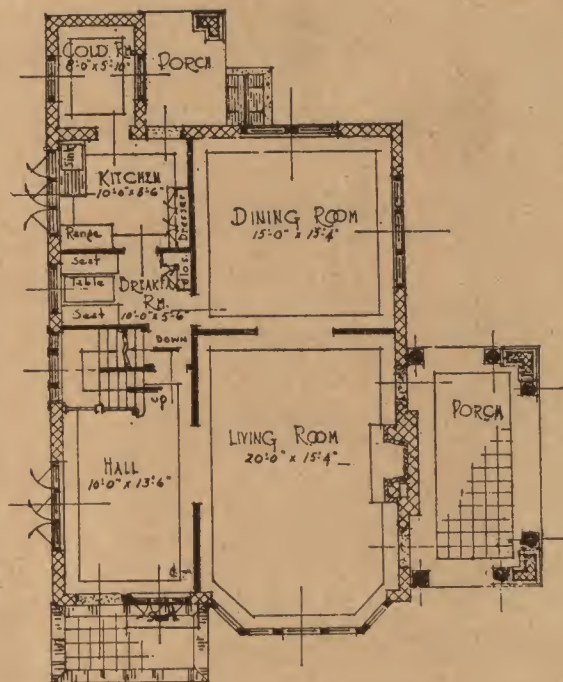 COLD RM.
8'-0" x 5'-10"
PORCH
Sink
KITCHEN
10'-0" x 8'-6"
Dresser
Range
DINING ROOM
15'-0" x 13'-4"
Seat
Table
Seat
BREAKF.
RM.
10'-0" x 5'-6"
Clos.
DOWN
UP
HALL
10'-0" x 13'-6"
LIVING ROOM
20'-0" x 15'-4"
PORCH